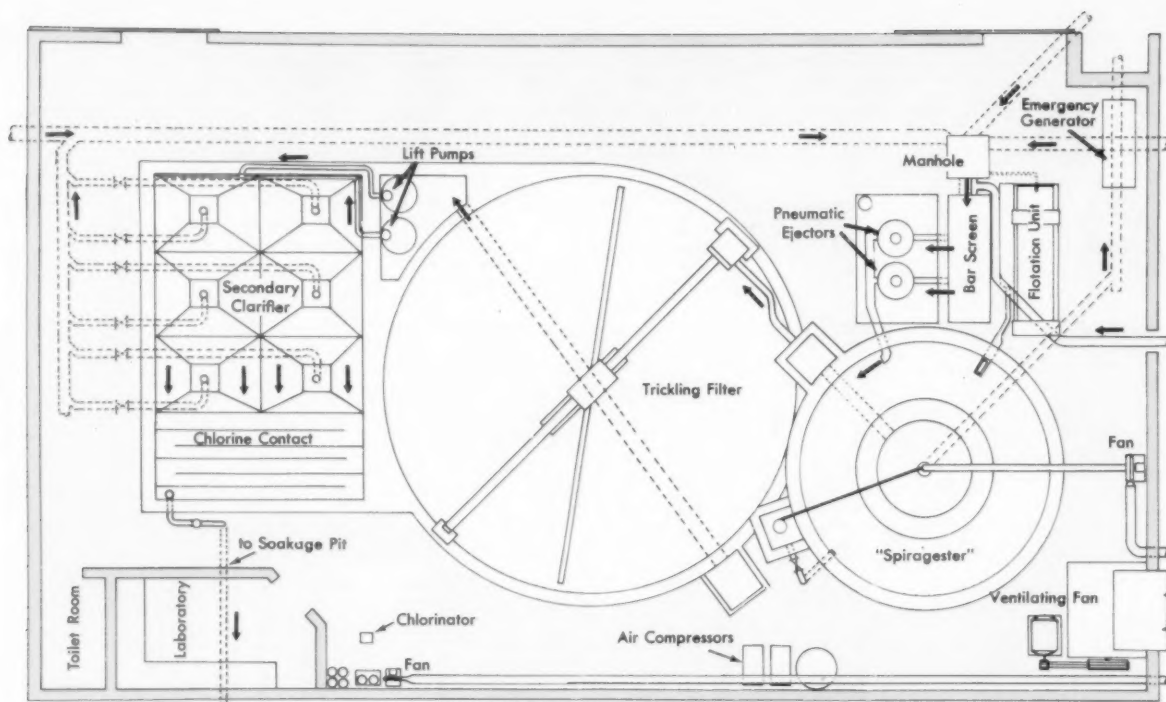 Emergency
Generator
Lift Pumps
Manhole
Pneumatic
Ejectors
Bar Screen
Flotation Unit
Secondary
Clarifier
Trickling Filter
Chlorine Contact
Fan
to Soakage Pit
"Spiragester"
Toilet Room
Laboratory
Chlorinator
Fan
Air Compressors
Ventilating Fan